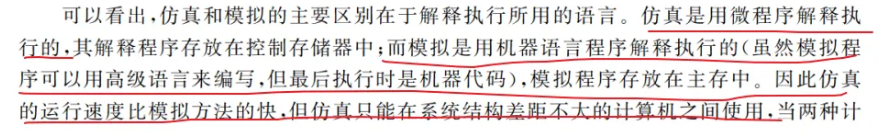 可以看出,仿真和模拟的主要区别在于解释执行所用的语言。仿真是用微程序解释执
行的,其解释程序存放在控制存储器中;而模拟是用机器语言程序解释执行的(虽然模拟程
序可以用高级语言来编写,但最后执行时是机器代码),模拟程序存放在主存中。因此仿真
的运行速度比模拟方法的快,但仿真只能在系统结构差距不大的计算机之间使用,当两种计